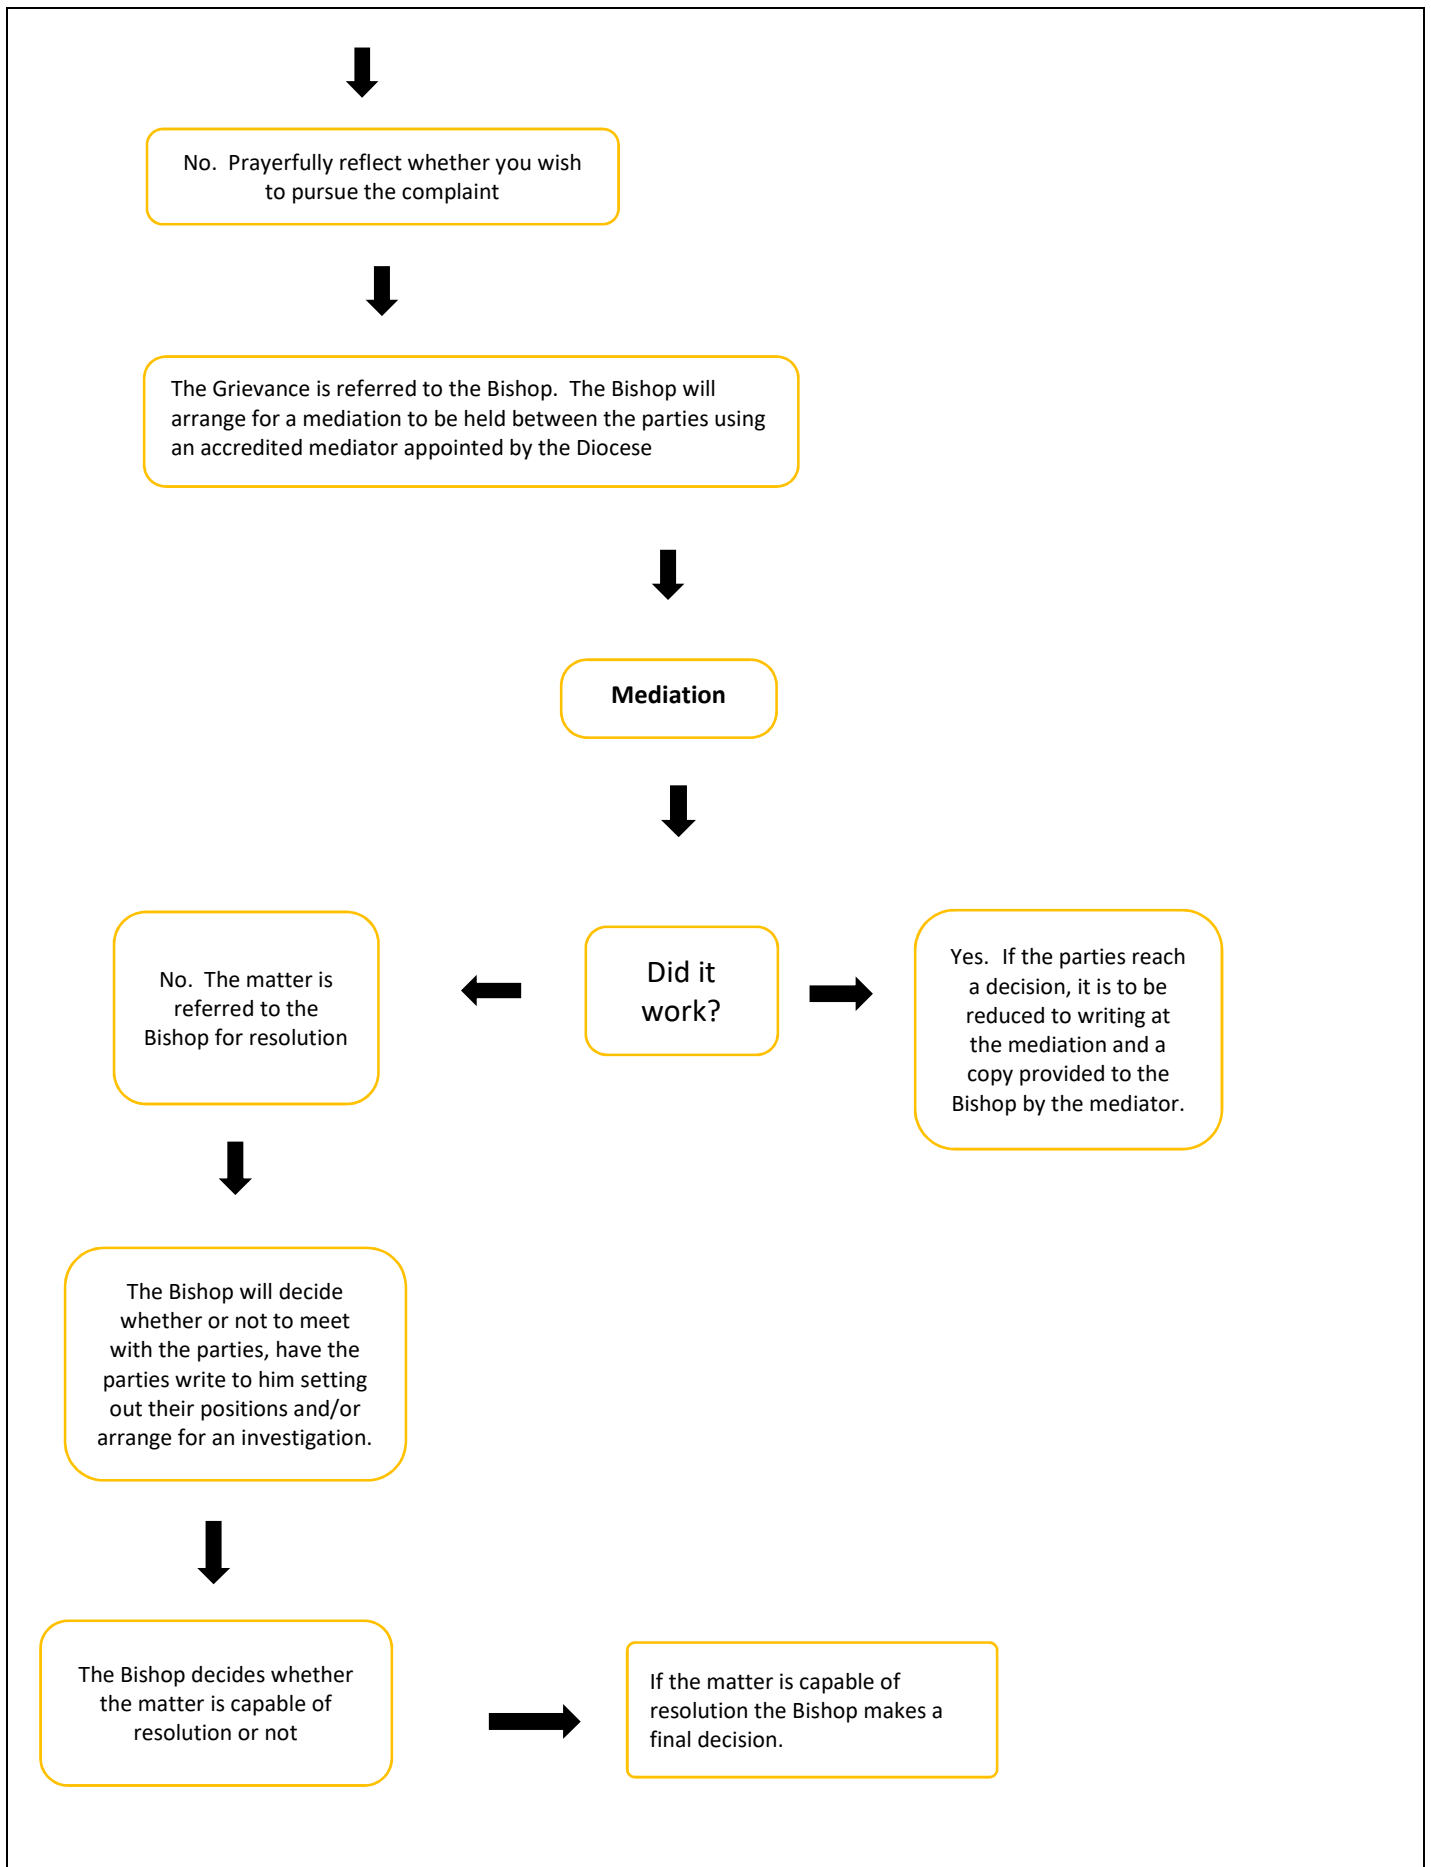 No. Prayerfully reflect whether you wish
to pursue the complaint
The Grievance is referred to the Bishop. The Bishop will
arrange for a mediation to be held between the parties using
an accredited mediator appointed by the Diocese
Mediation
No. The matter is
referred to the
Bishop for resolution
Did it
work?
Yes. If the parties reach
a decision, it is to be
reduced to writing at
the mediation and a
copy provided to the
Bishop by the mediator.
The Bishop will decide
whether or not to meet
with the parties, have the
parties write to him setting
out their positions and/or
arrange for an investigation.
The Bishop decides whether
the matter is capable of
resolution or not
If the matter is capable of
resolution the Bishop makes a
final decision.